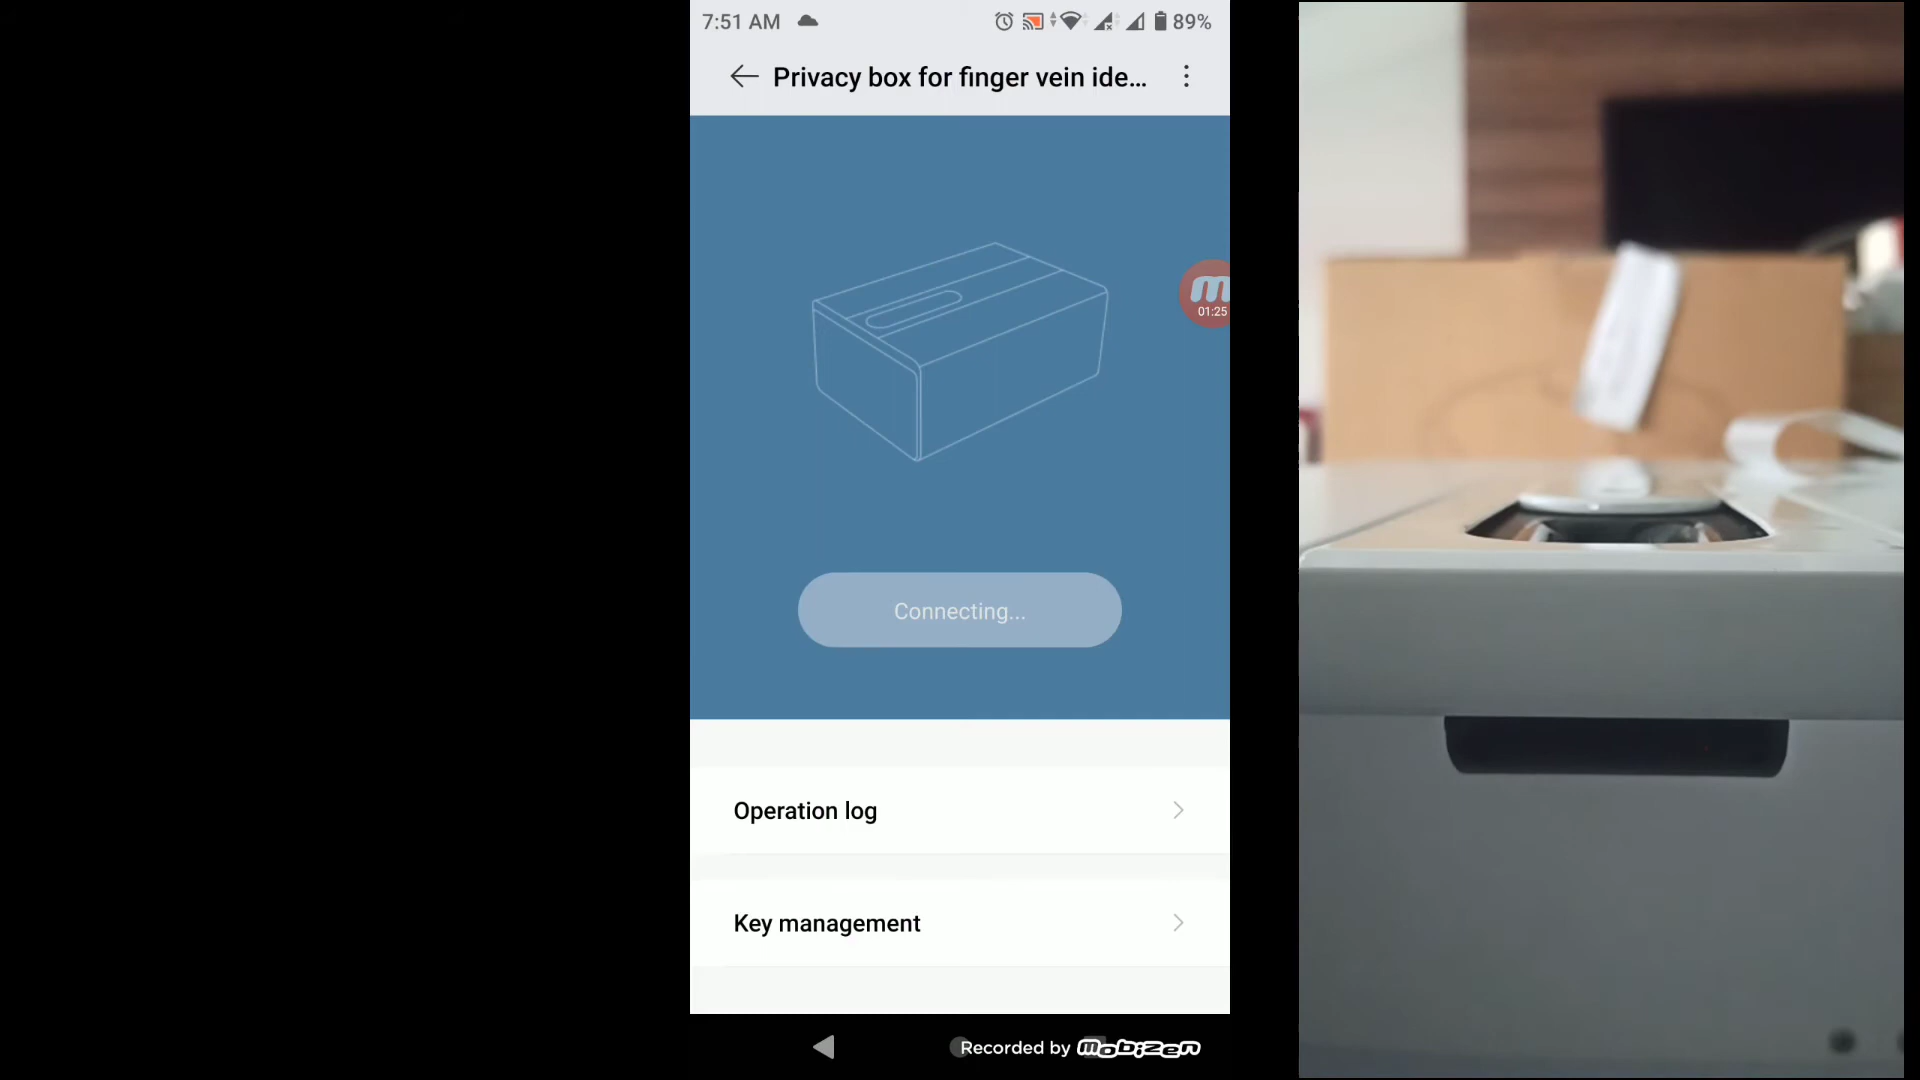 7:51 AM
89%
Privacy box for finger vein ide...
01:25
Connecting...
Operation log
Key management
Recorded by mobizen